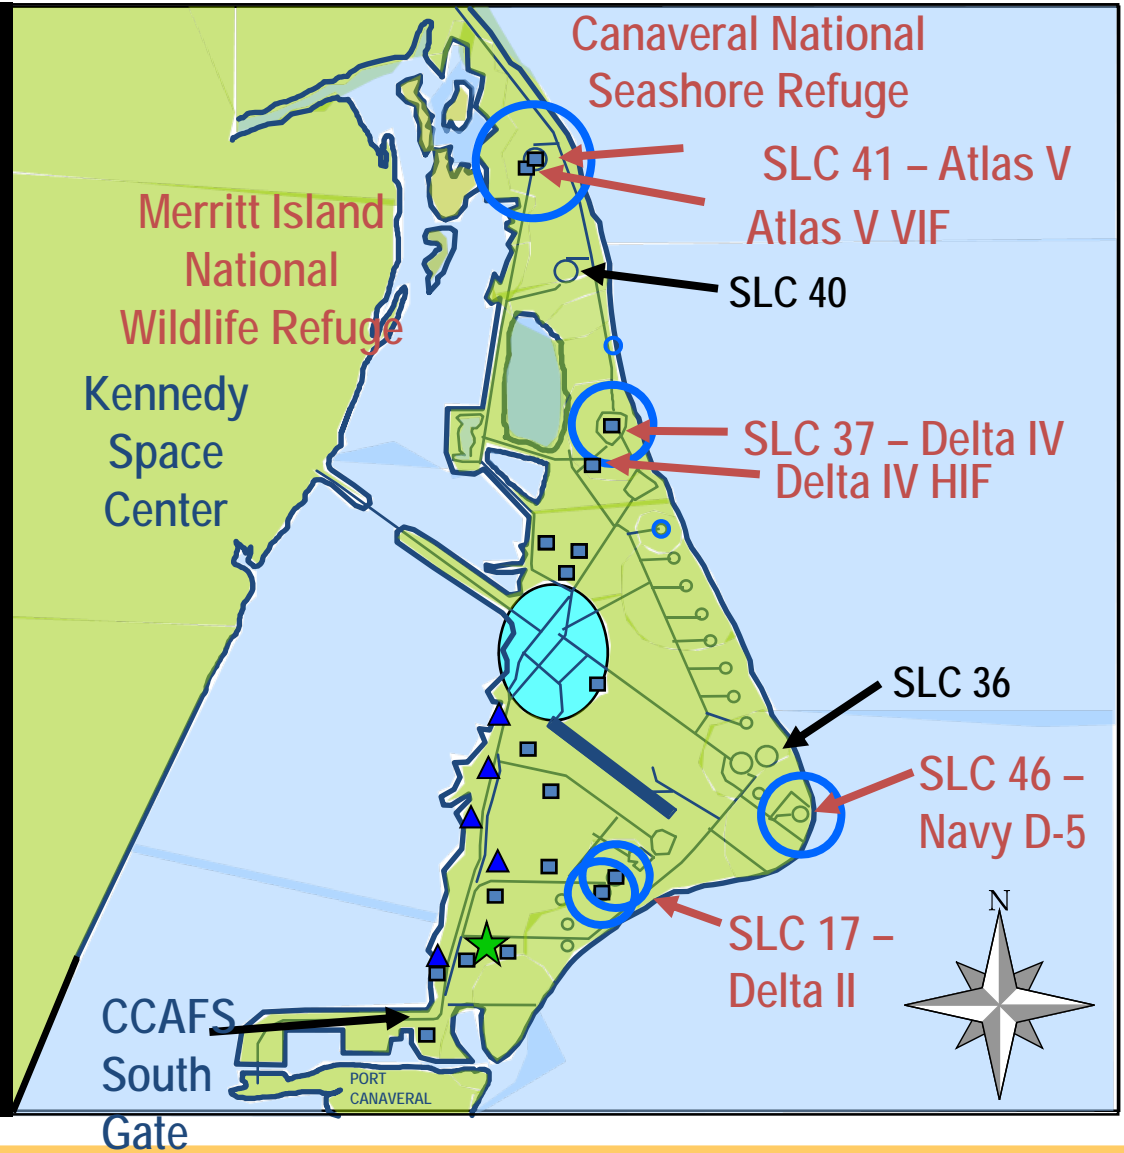 Canaveral National
Seashore Refuge
SLC 41 – Atlas V
Atlas V VIF
Merritt Island
National
Wildlife Refuge
SLC 40
Kennedy
Space
Center
SLC 37 – Delta IV
Delta IV HIF
SLC 36
SLC 46 –
Navy D-5
N
SLC 17 –
Delta II
CCAFS
South
Gate
PORT
CANAVERAL